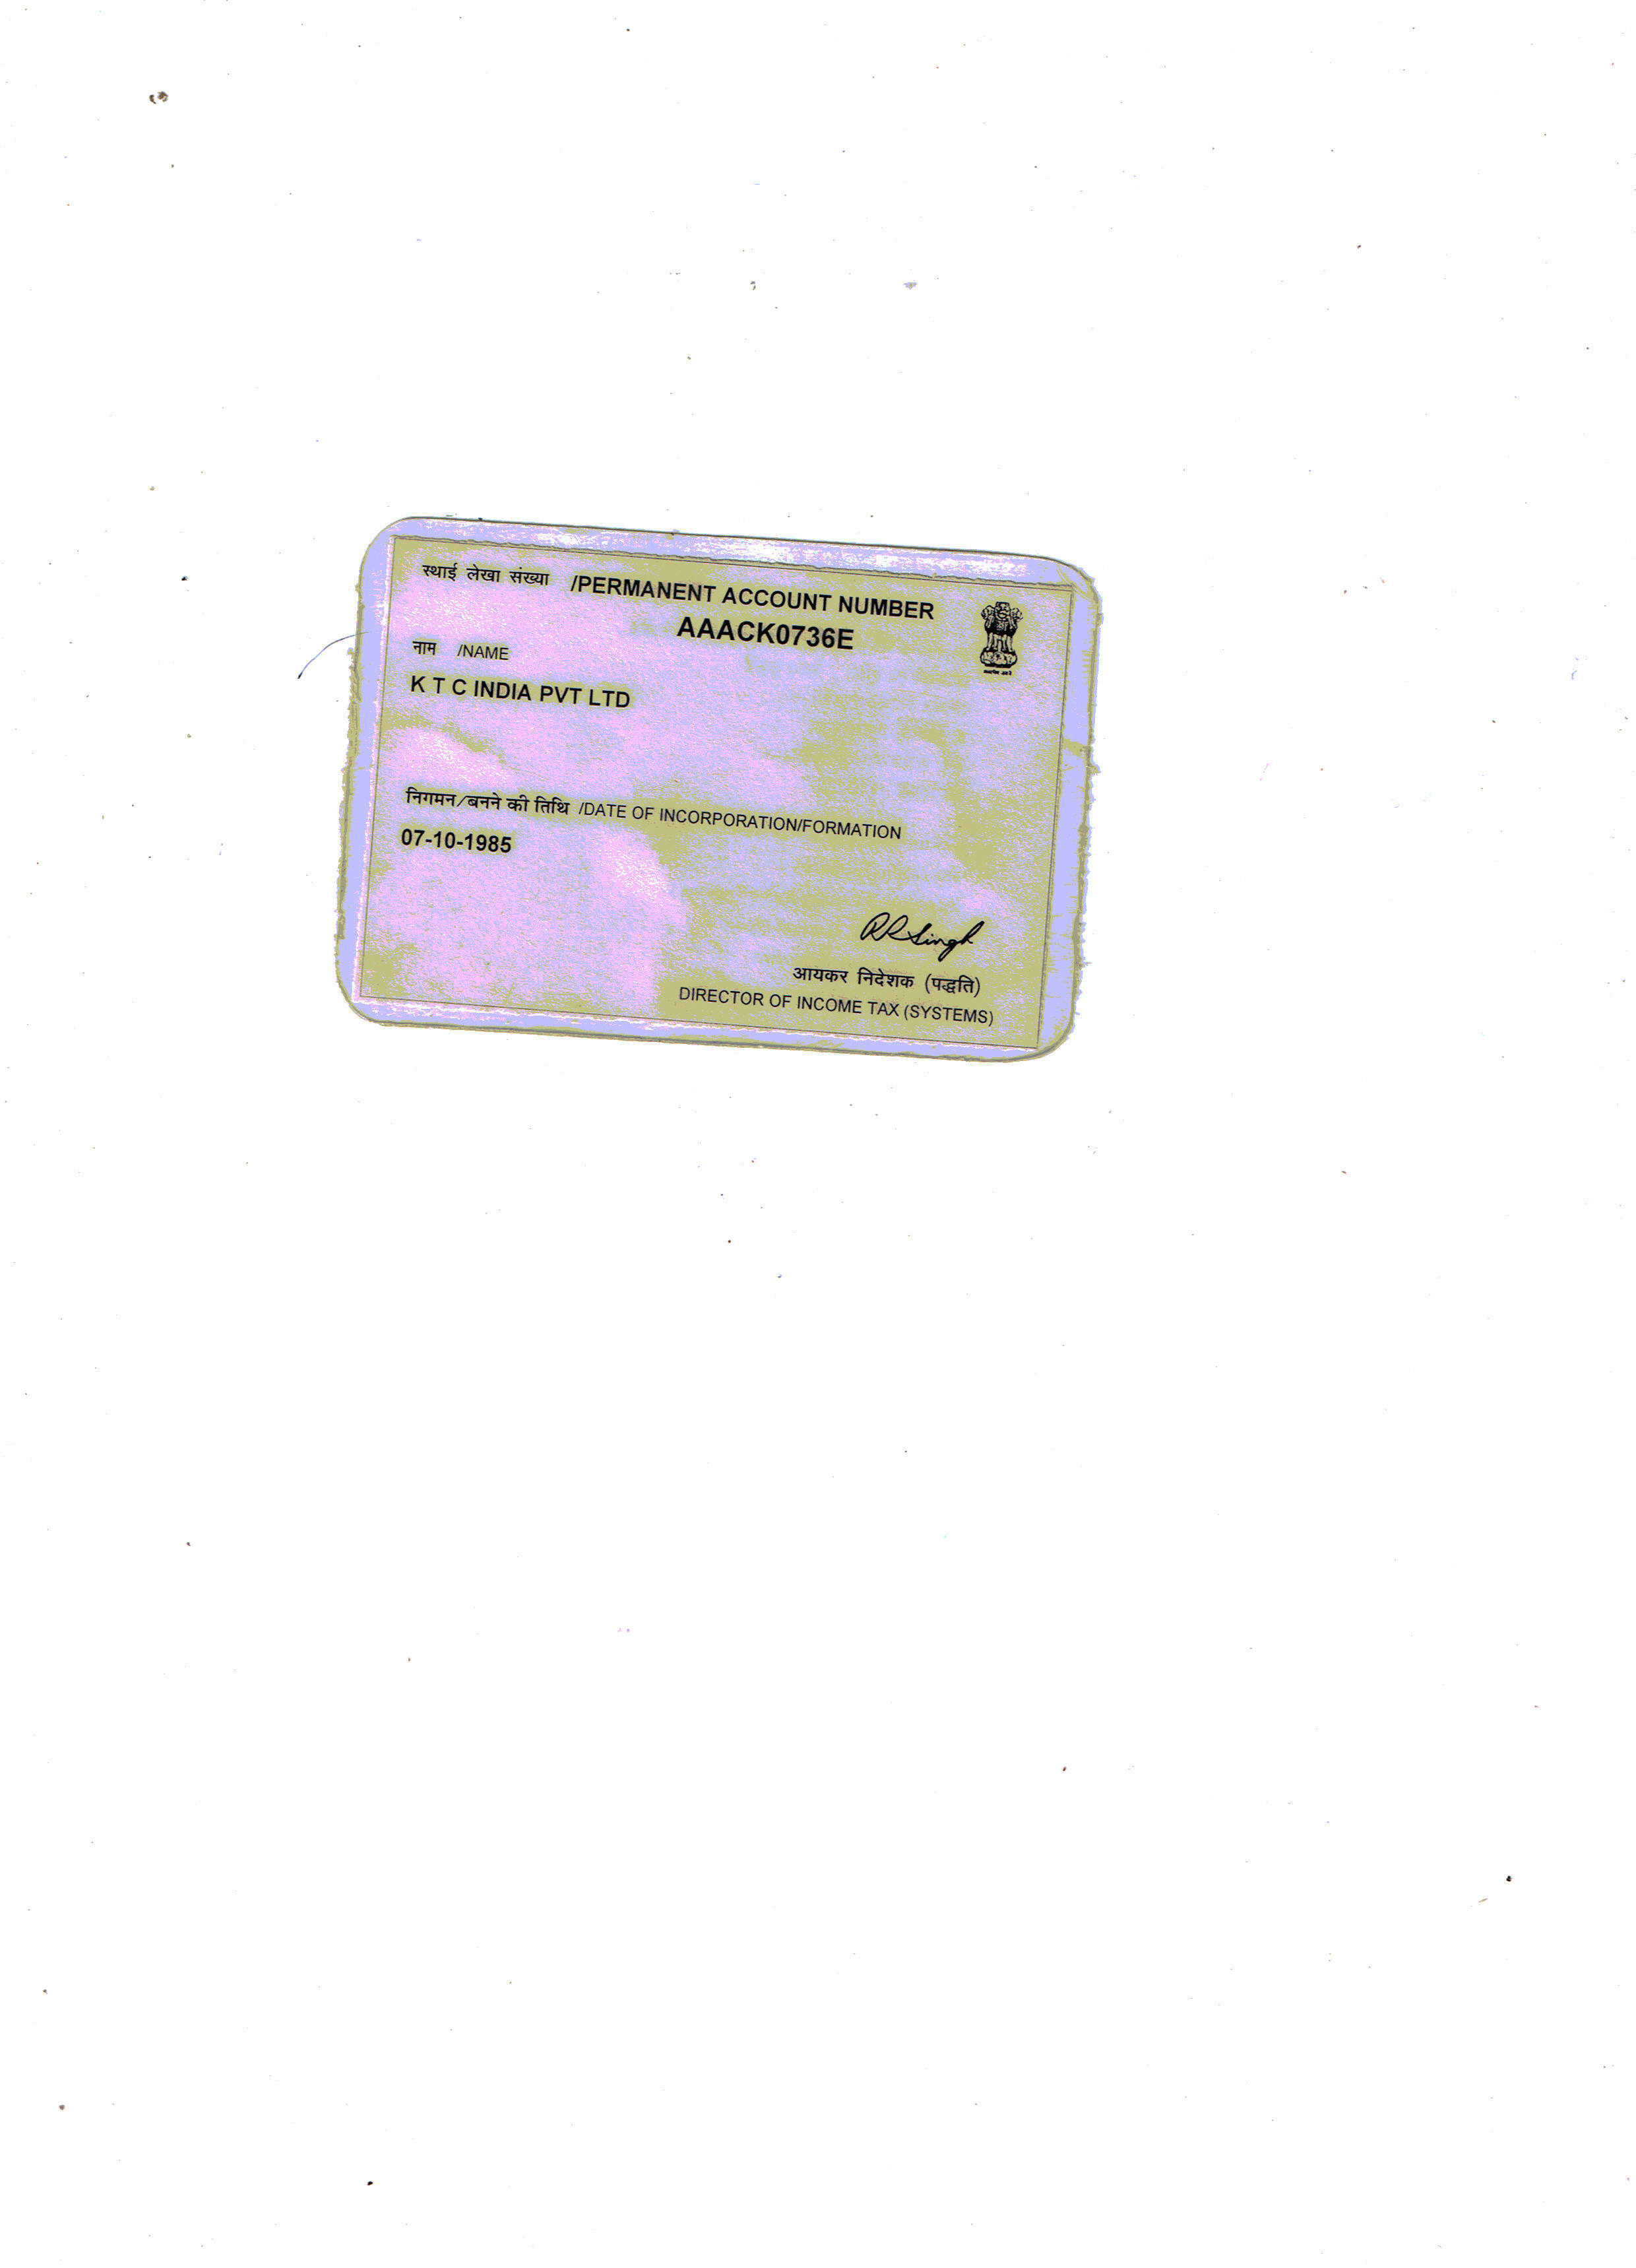 स्थाई लेखा संख्या /PERMANENT ACCOUNT NUMBER
AAACK0736E
नाम /NAME
K T C INDIA PVT LTD
निगमन/बनने की तिथि /DATE OF INCORPORATION/FORMATION
07-10-1985
RRSingh
आयकर निदेशक (पद्धति)
DIRECTOR OF INCOME TAX (SYSTEMS)